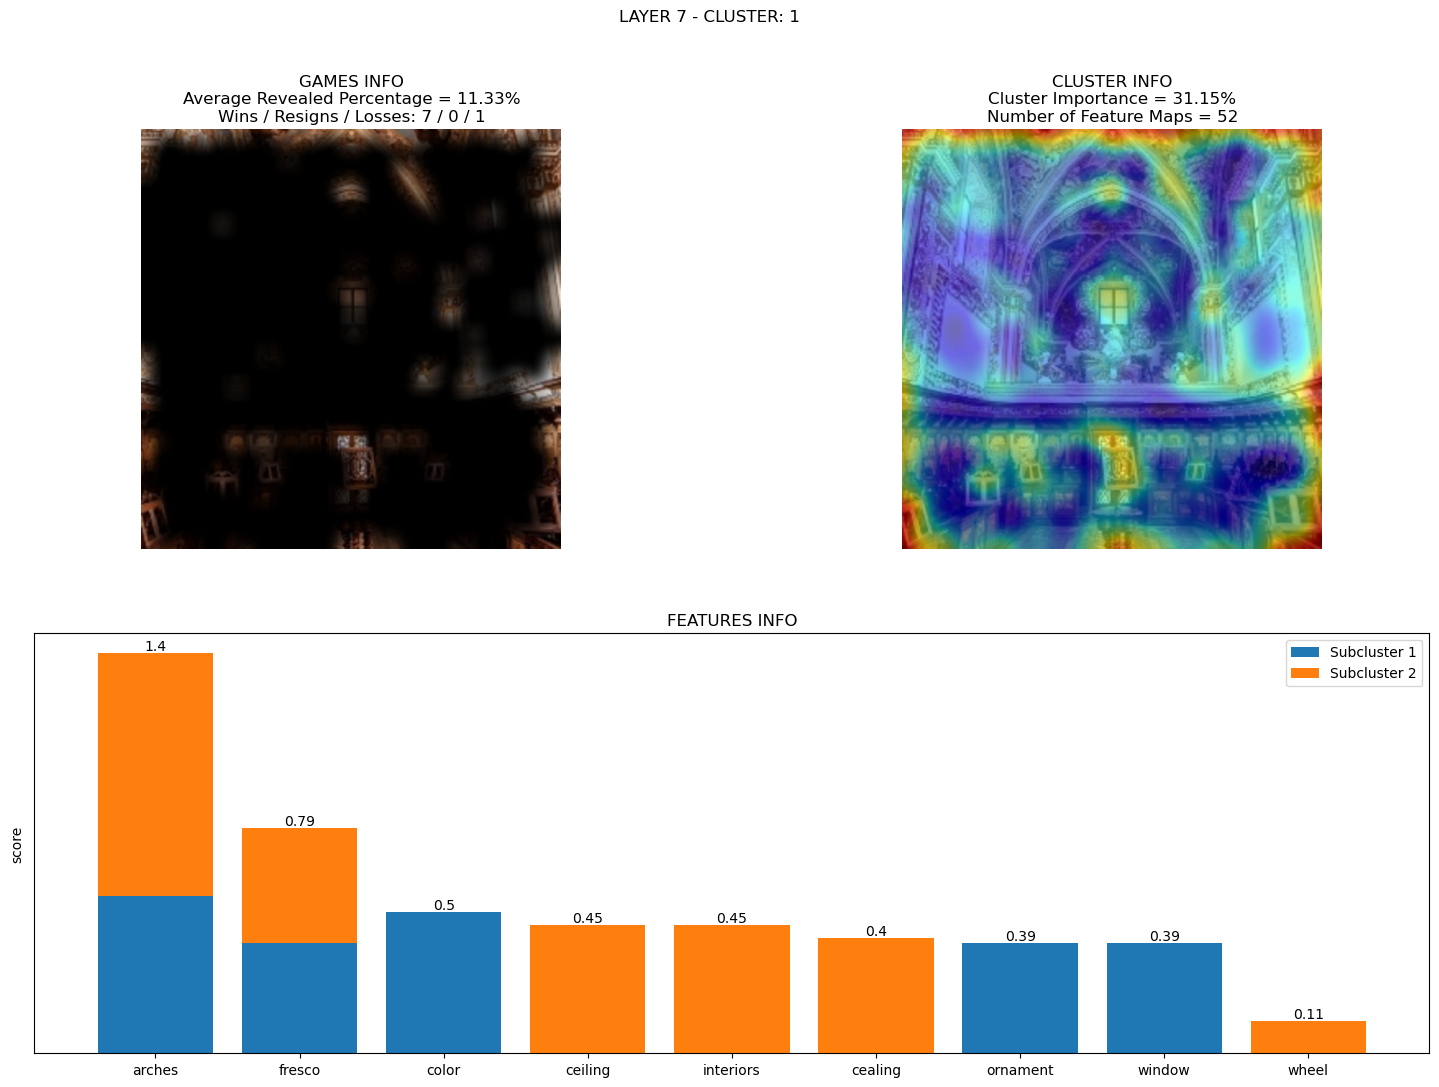 LAYER 7 - CLUSTER: 1
GAMES INFO
Average Revealed Percentage = 11.33%
Wins / Resigns / Losses: 7 / 0 / 1
CLUSTER INFO
Cluster Importance = 31.15%
Number of Feature Maps = 52
FEATURES INFO
score
1.4
0.79
0.5
0.45
0.45
0.4
0.39
0.39
0.11
Subcluster 1
Subcluster 2
arches
fresco
color
ceiling
interiors
cealing
ornament
window
wheel